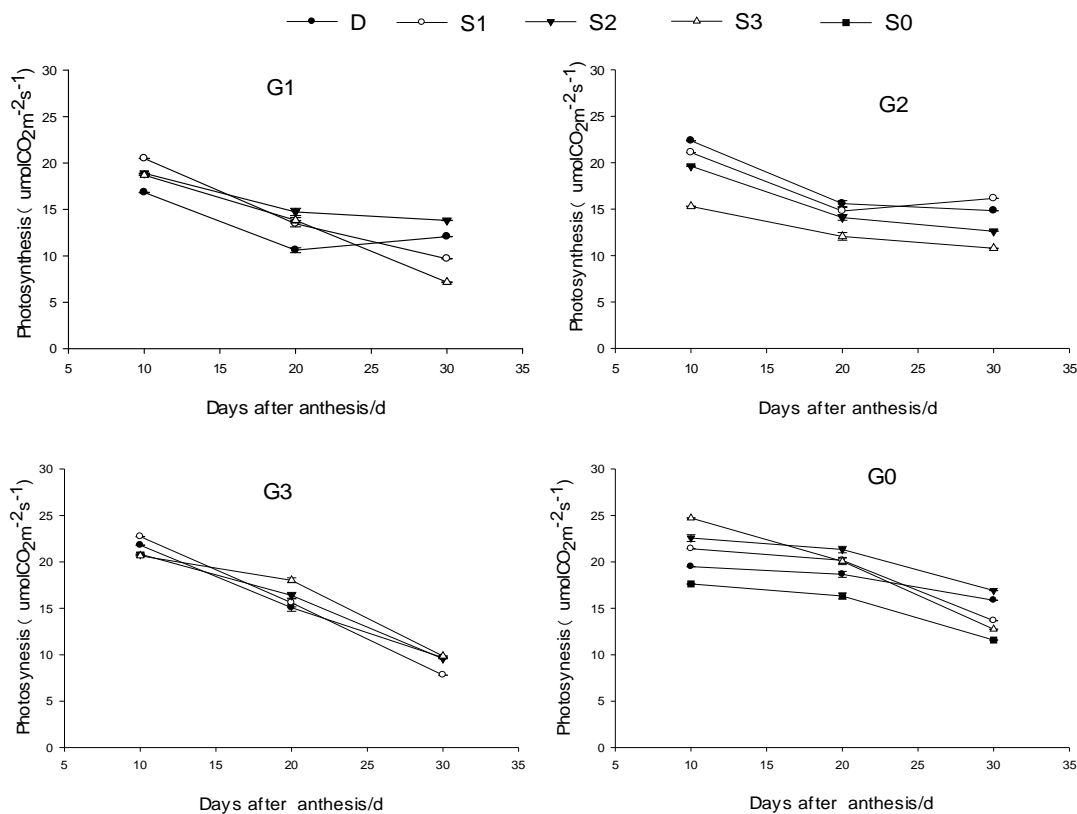 D S1 S2 S3 S0
G1
Photosynthesis ( umolCO2m-2s-1)
30
25
20
15
10
5
0
5 10 15 20 25 30 35
Days after anthesis/d
G2
Photosynthesis ( umolCO2m-2s-1)
30
25
20
15
10
5
0
5 10 15 20 25 30 35
Days after anthesis/d
G3
Photosynesis ( umolCO2m-2s-1)
30
25
20
15
10
5
0
5 10 15 20 25 30 35
Days after anthesis/d
G0
Photosynthesis ( umolCO2m-2s-1)
30
25
20
15
10
5
0
5 10 15 20 25 30 35
Days after anthesis/d